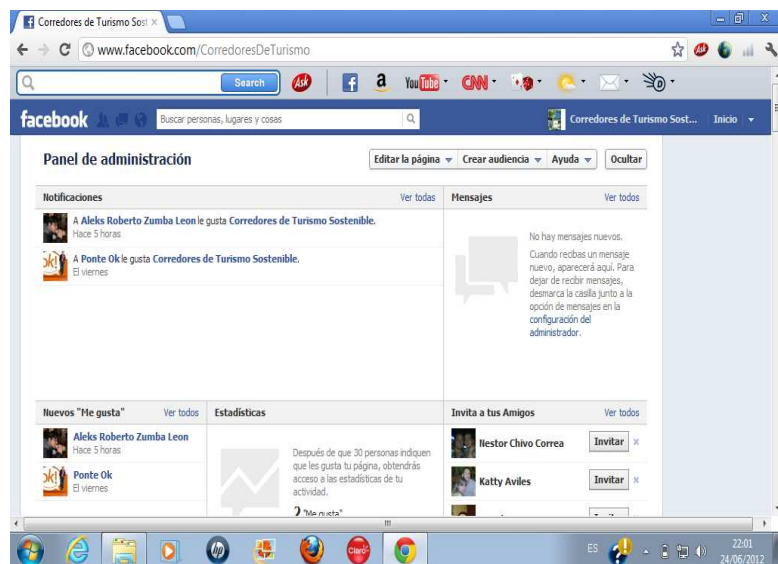 Corredores de Turismo Sost
www.facebook.com/CorredoresDeTurismo
Ask
Search
Ask
f
a
YouTube
CNN
facebook
Buscar personas, lugares y cosas
Corredores de Turismo Sost...
Inicio
Panel de administración
Editar la página
Crear audiencia
Ayuda
Ocultar
Notificaciones
Ver todas
A Aleks Roberto Zumba Leon le gusta Corredores de Turismo Sostenible.
Hace 5 horas
A Ponte Ok le gusta Corredores de Turismo Sostenible.
El viernes
Mensajes
Ver todos
No hay mensajes nuevos.
Cuando recibas un mensaje
nuevo, aparecerá aquí. Para
dejar de recibir mensajes,
desmarca la casilla junto a la
opción de mensajes en la
configuración del
administrador.
Nuevos "Me gusta"
Ver todos
Aleks Roberto Zumba Leon
Hace 5 horas
Ponte Ok
El viernes
Estadísticas
Después de que 30 personas indiquen
que les gusta tu página, obtendrás
acceso a las estadísticas de tu
actividad.
2 "Me gusta"
Invita a tus Amigos
Ver todos
Nestor Chivo Correa
Invitar
Katty Aviles
Invitar
hp
Claro
ES
22:01
24/06/2012